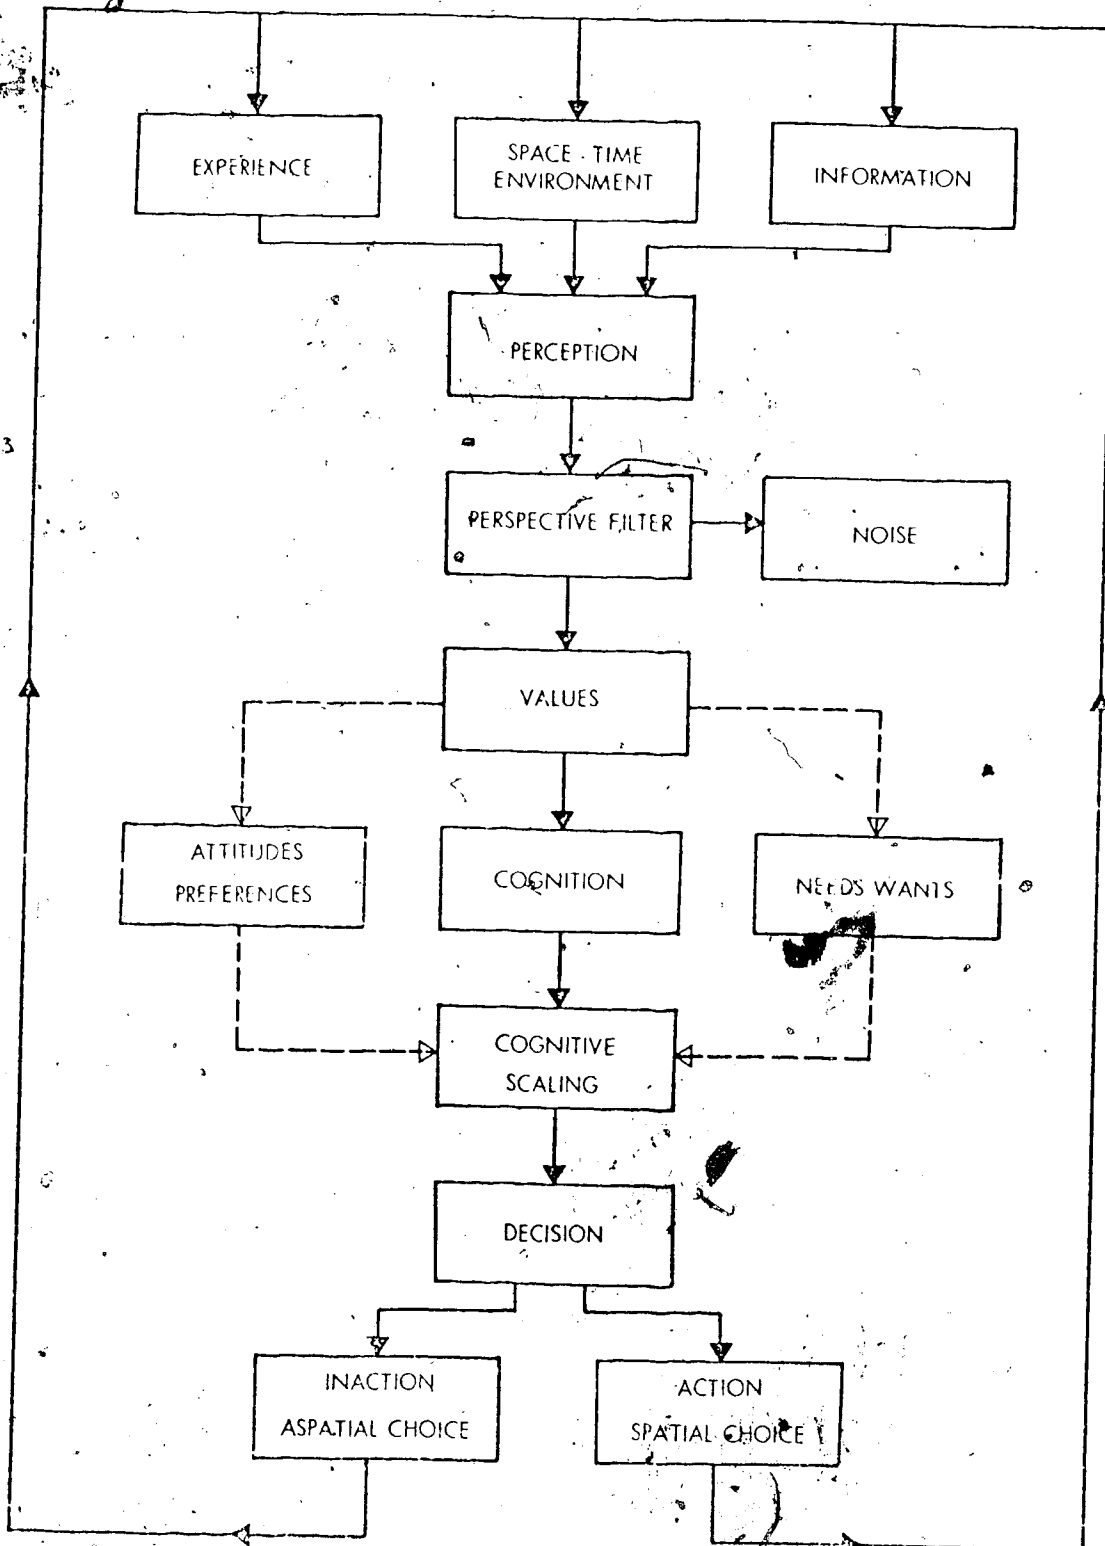 EXPERIENCE
SPACE - TIME
ENVIRONMENT
INFORMATION
PERCEPTION
3
PERSPECTIVE FILTER
NOISE
VALUES
ATTITUDES
PREFERENCES
COGNITION
NEEDS WANTS
COGNITIVE
SCALING
DECISION
INACTION
ASPATIAL CHOICE
ACTION
SPATIAL CHOICE